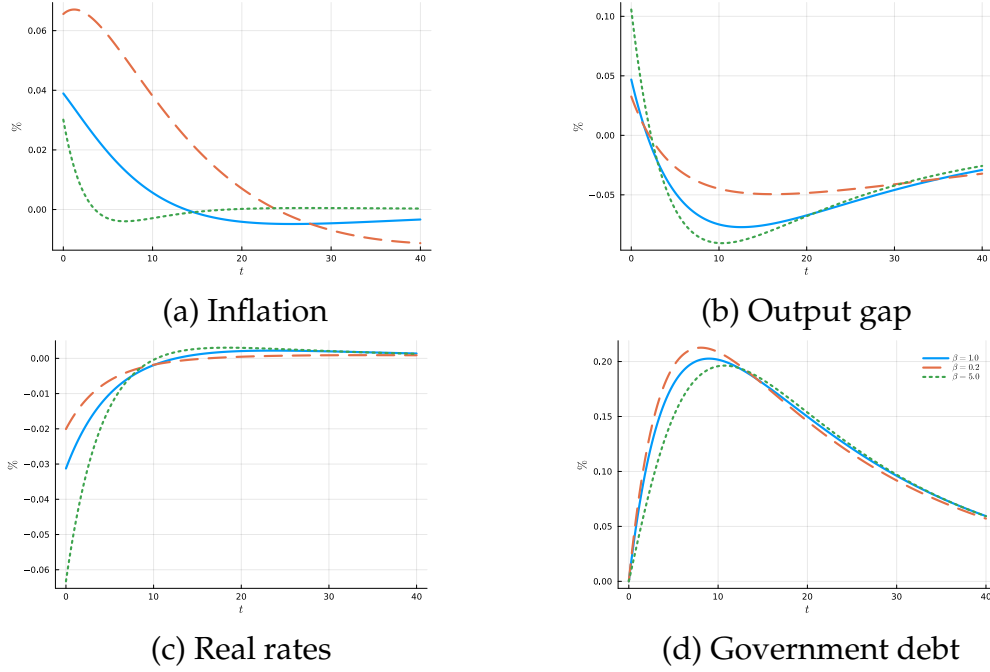 0.06
0.04
0.02
0.00
%
0 10 20 30 40
t
(a) Inflation
0.10
0.05
0.00
−0.05
%
0 10 20 30 40
t
(b) Output gap
0.00
−0.01
−0.02
−0.03
−0.04
−0.05
−0.06
%
0 10 20 30 40
t
(c) Real rates
β = 1.0
β = 0.2
β = 5.0
0.20
0.15
0.10
0.05
0.00
%
0 10 20 30 40
t
(d) Government debt